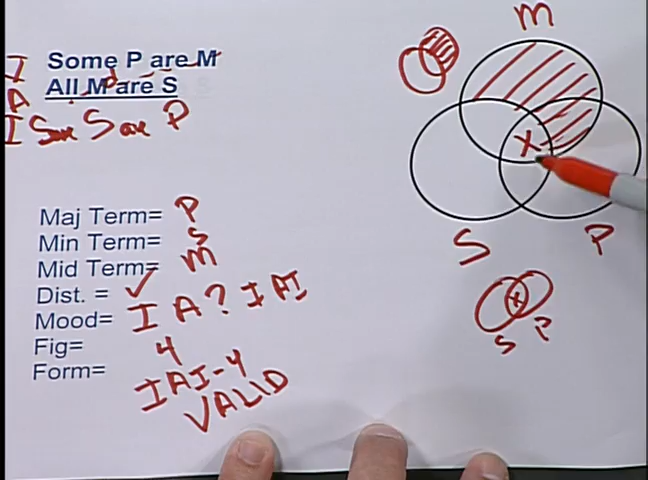 I Some P are M
A All M are S
I Some S are P
Maj Term= P
Min Term= S
Mid Term= M
Dist. = ✓
Mood= I A ? I AI
Fig= 4
Form= IAI-4
VALID
M
X
S
P
X
S
P